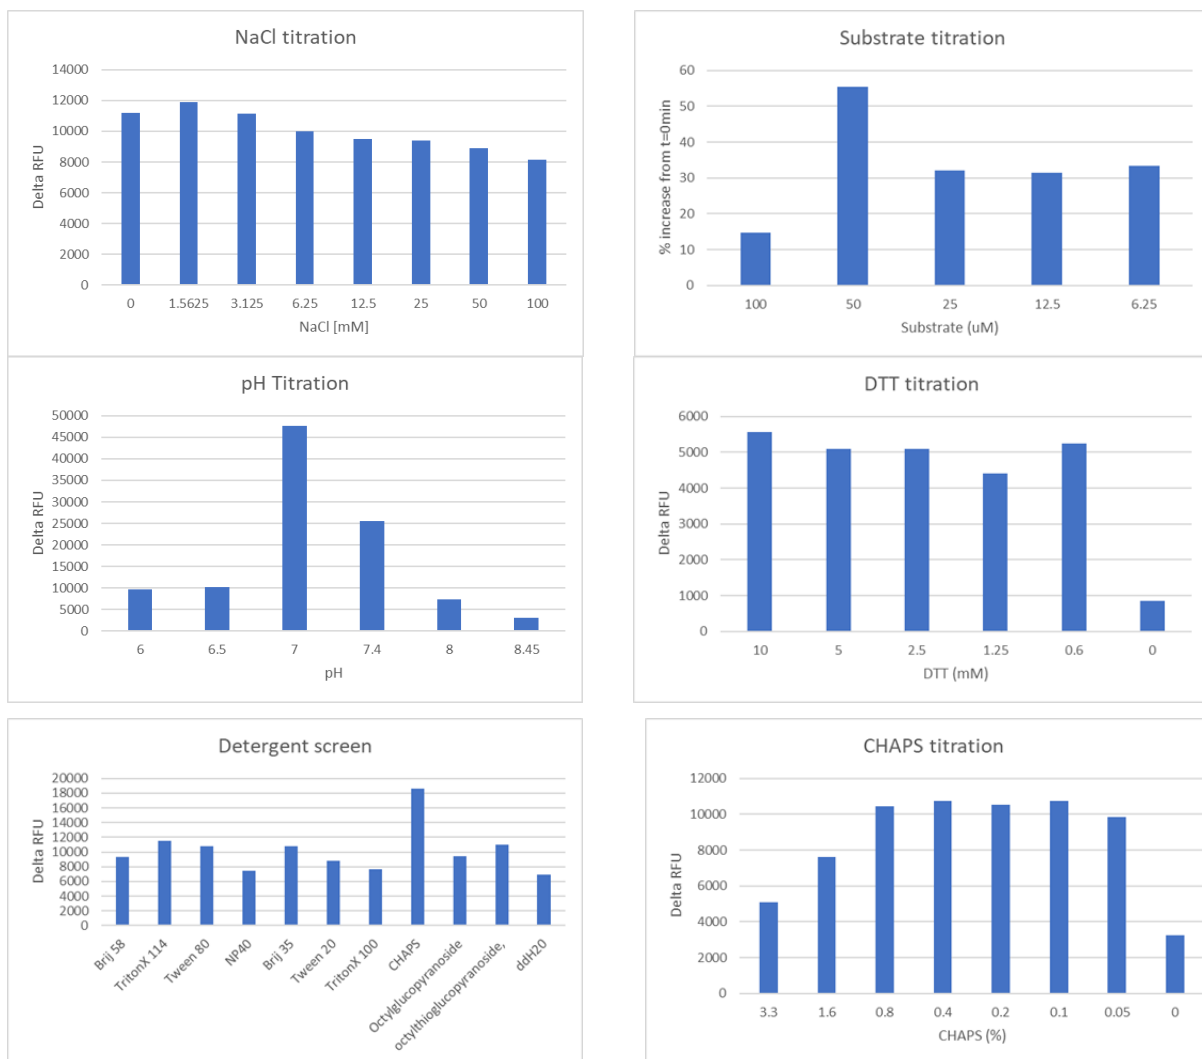 NaCl titration
14000
12000
10000
8000
6000
4000
2000
0
Delta RFU
0 1.5625 3.125 6.25 12.5 25 50 100
NaCl [mM]
Substrate titration
60
50
40
30
20
10
0
% increase from t=0min
100 50 25 12.5 6.25
Substrate (uM)
pH Titration
50000
45000
40000
35000
30000
25000
20000
15000
10000
5000
0
Delta RFU
6 6.5 7 7.4 8 8.45
pH
DTT titration
6000
5000
4000
3000
2000
1000
0
Delta RFU
10 5 2.5 1.25 0.6 0
DTT (mM)
Detergent screen
20000
18000
16000
14000
12000
10000
8000
6000
4000
2000
0
Delta RFU
Brij 58
TritonX 114
Tween 80
NP40
Brij 35
Tween 20
TritonX 100
CHAPS
Octylglucopyranoside
octylthioglucopyranoside,
ddH20
CHAPS titration
12000
10000
8000
6000
4000
2000
0
Delta RFU
3.3 1.6 0.8 0.4 0.2 0.1 0.05 0
CHAPS (%)